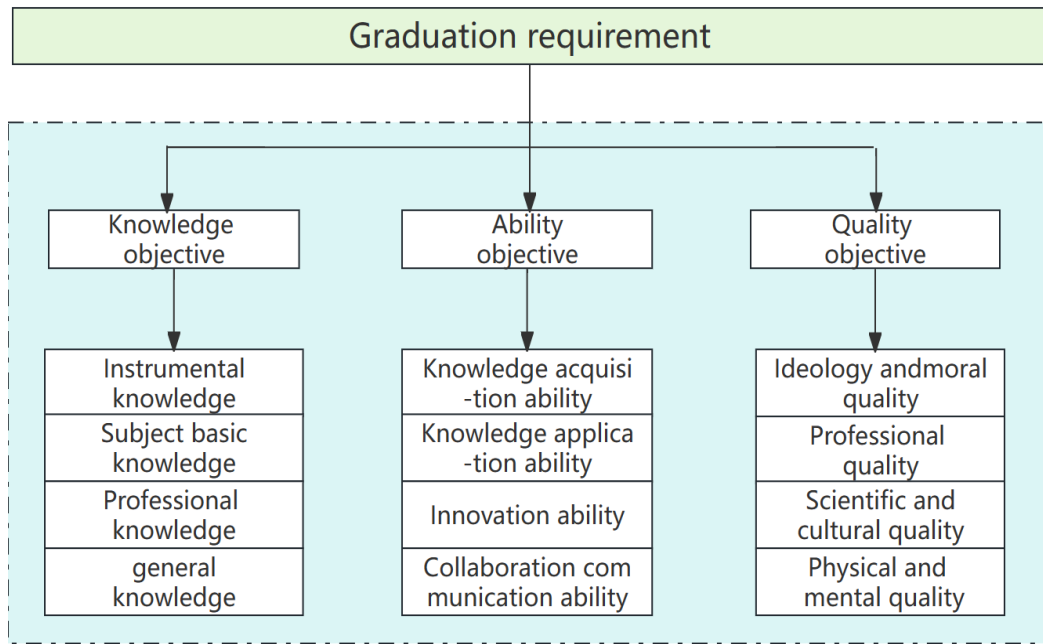 Graduation requirement
Knowledge
objective
Ability
objective
Quality
objective
Instrumental
knowledge
Subject basic
knowledge
Professional
knowledge
general
knowledge
Knowledge acquisi
-tion ability
Knowledge applica
-tion ability
Innovation ability
Collaboration com
munication ability
Ideology andmoral
quality
Professional
quality
Scientific and
cultural quality
Physical and
mental quality